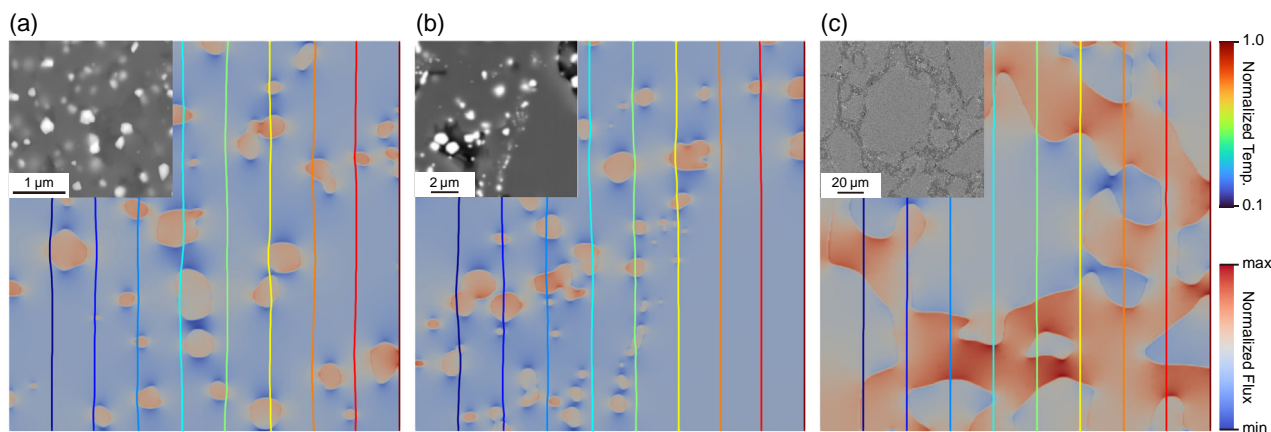 (a)
(b)
(c)
1 µm
2 µm
20 µm
1.0
Normalized Temp
0.1
max
Normalized Flux
min